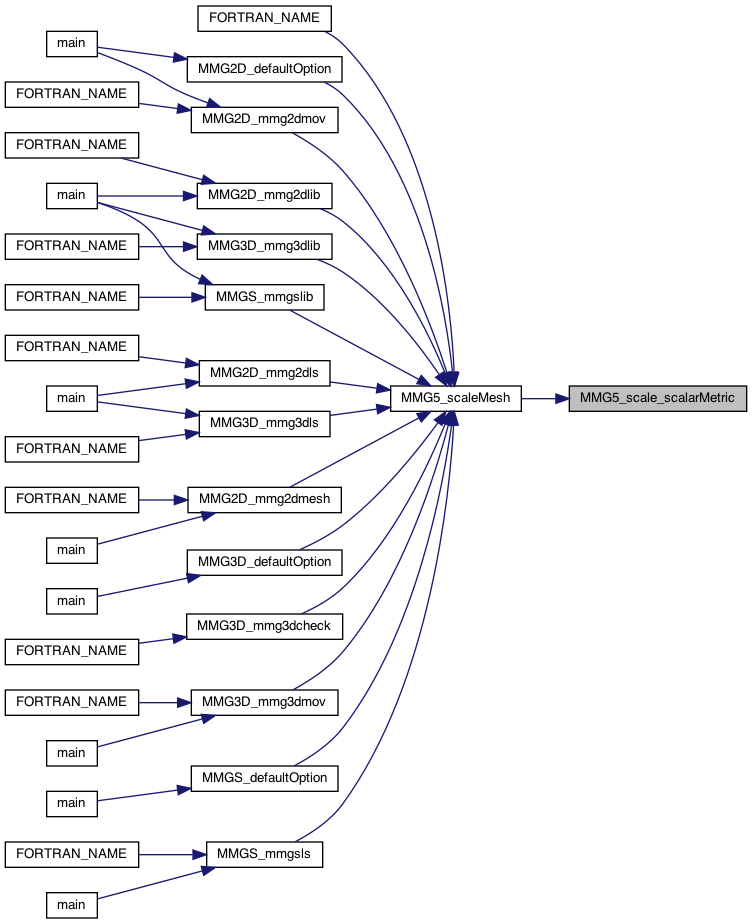 FORTRAN_NAME
main
MMG2D_defaultOption
FORTRAN_NAME
MMG2D_mmg2dmov
FORTRAN_NAME
main
MMG2D_mmg2dlib
FORTRAN_NAME
MMG3D_mmg3dlib
FORTRAN_NAME
MMGS_mmgslib
FORTRAN_NAME
MMG2D_mmg2dls
main
MMG5_scaleMesh
MMG5_scale_scalarMetric
MMG3D_mmg3dls
FORTRAN_NAME
FORTRAN_NAME
MMG2D_mmg2dmesh
main
MMG3D_defaultOption
main
MMG3D_mmg3dcheck
FORTRAN_NAME
FORTRAN_NAME
MMG3D_mmg3dmov
main
MMGS_defaultOption
main
FORTRAN_NAME
MMGS_mmgsls
main